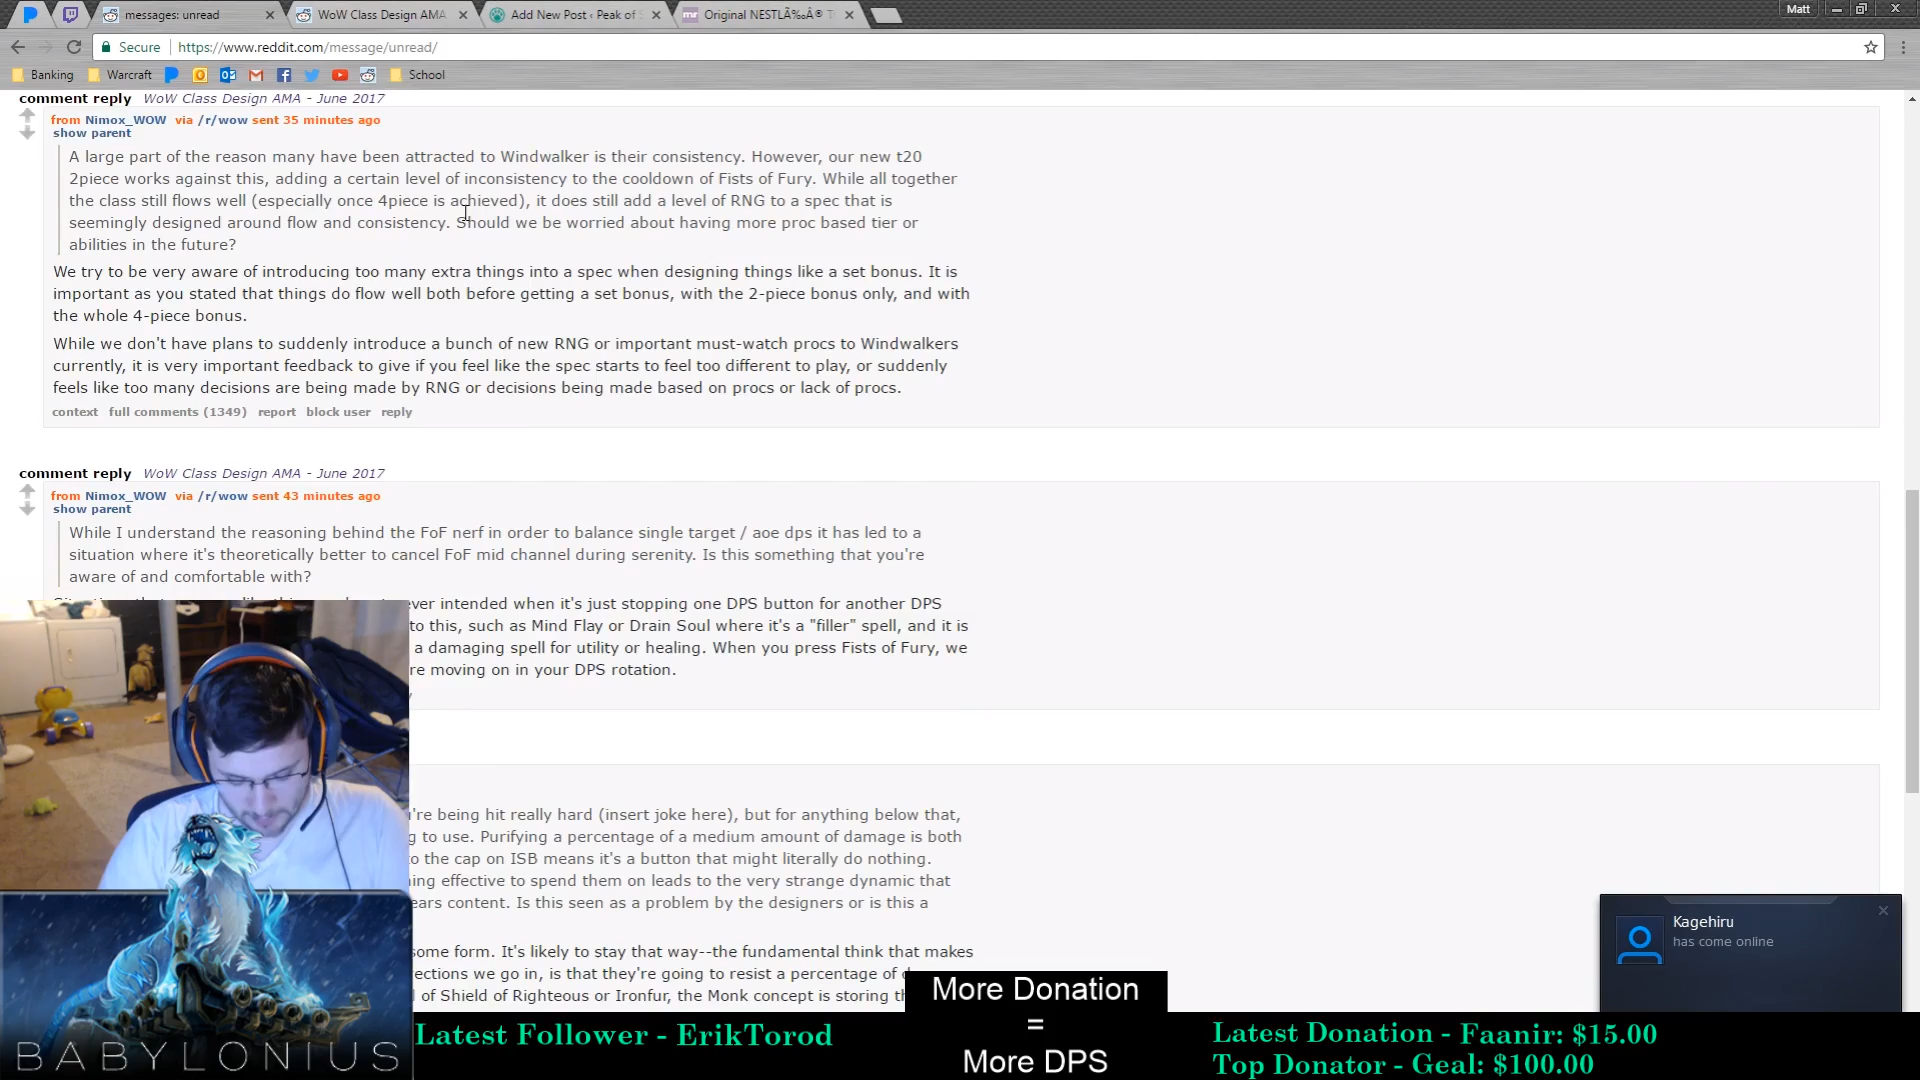 messages: unread
WoW Class Design AMA
Add New Post ‹ Peak of S
Original NESTLÃ‰Â® T
Matt
Secure
https://www.reddit.com/message/unread/
Banking
Warcraft
School
comment reply WoW Class Design AMA - June 2017
from Nimox_WOW via /r/wow sent 35 minutes ago
show parent
A large part of the reason many have been attracted to Windwalker is their consistency. However, our new t20
2piece works against this, adding a certain level of inconsistency to the cooldown of Fists of Fury. While all together
the class still flows well (especially once 4piece is achieved), it does still add a level of RNG to a spec that is
seemingly designed around flow and consistency. Should we be worried about having more proc based tier or
abilities in the future?
We try to be very aware of introducing too many extra things into a spec when designing things like a set bonus. It is
important as you stated that things do flow well both before getting a set bonus, with the 2-piece bonus only, and with
the whole 4-piece bonus.
While we don't have plans to suddenly introduce a bunch of new RNG or important must-watch procs to Windwalkers
currently, it is very important feedback to give if you feel like the spec starts to feel too different to play, or suddenly
feels like too many decisions are being made by RNG or decisions being made based on procs or lack of procs.
context full comments (1349) report block user reply
comment reply WoW Class Design AMA - June 2017
from Nimox_WOW via /r/wow sent 43 minutes ago
show parent
While I understand the reasoning behind the FoF nerf in order to balance single target / aoe dps it has led to a
situation where it's theoretically better to cancel FoF mid channel during serenity. Is this something that you're
aware of and comfortable with?
ever intended when it's just stopping one DPS button for another DPS
to this, such as Mind Flay or Drain Soul where it's a "filler" spell, and it is
a damaging spell for utility or healing. When you press Fists of Fury, we
re moving on in your DPS rotation.
're being hit really hard (insert joke here), but for anything below that,
g to use. Purifying a percentage of a medium amount of damage is both
o the cap on ISB means it's a button that might literally do nothing.
ing effective to spend them on leads to the very strange dynamic that
ears content. Is this seen as a problem by the designers or is this a
some form. It's likely to stay that way--the fundamental think that makes
ections we go in, is that they're going to resist a percentage of
of Shield of Righteous or Ironfur, the Monk concept is storing
Kagehiru
has come online
More Donation
=
More DPS
BABYLONIUS
Latest Follower - ErikTorod
Latest Donation - Faanir: $15.00
Top Donator - Geal: $100.00